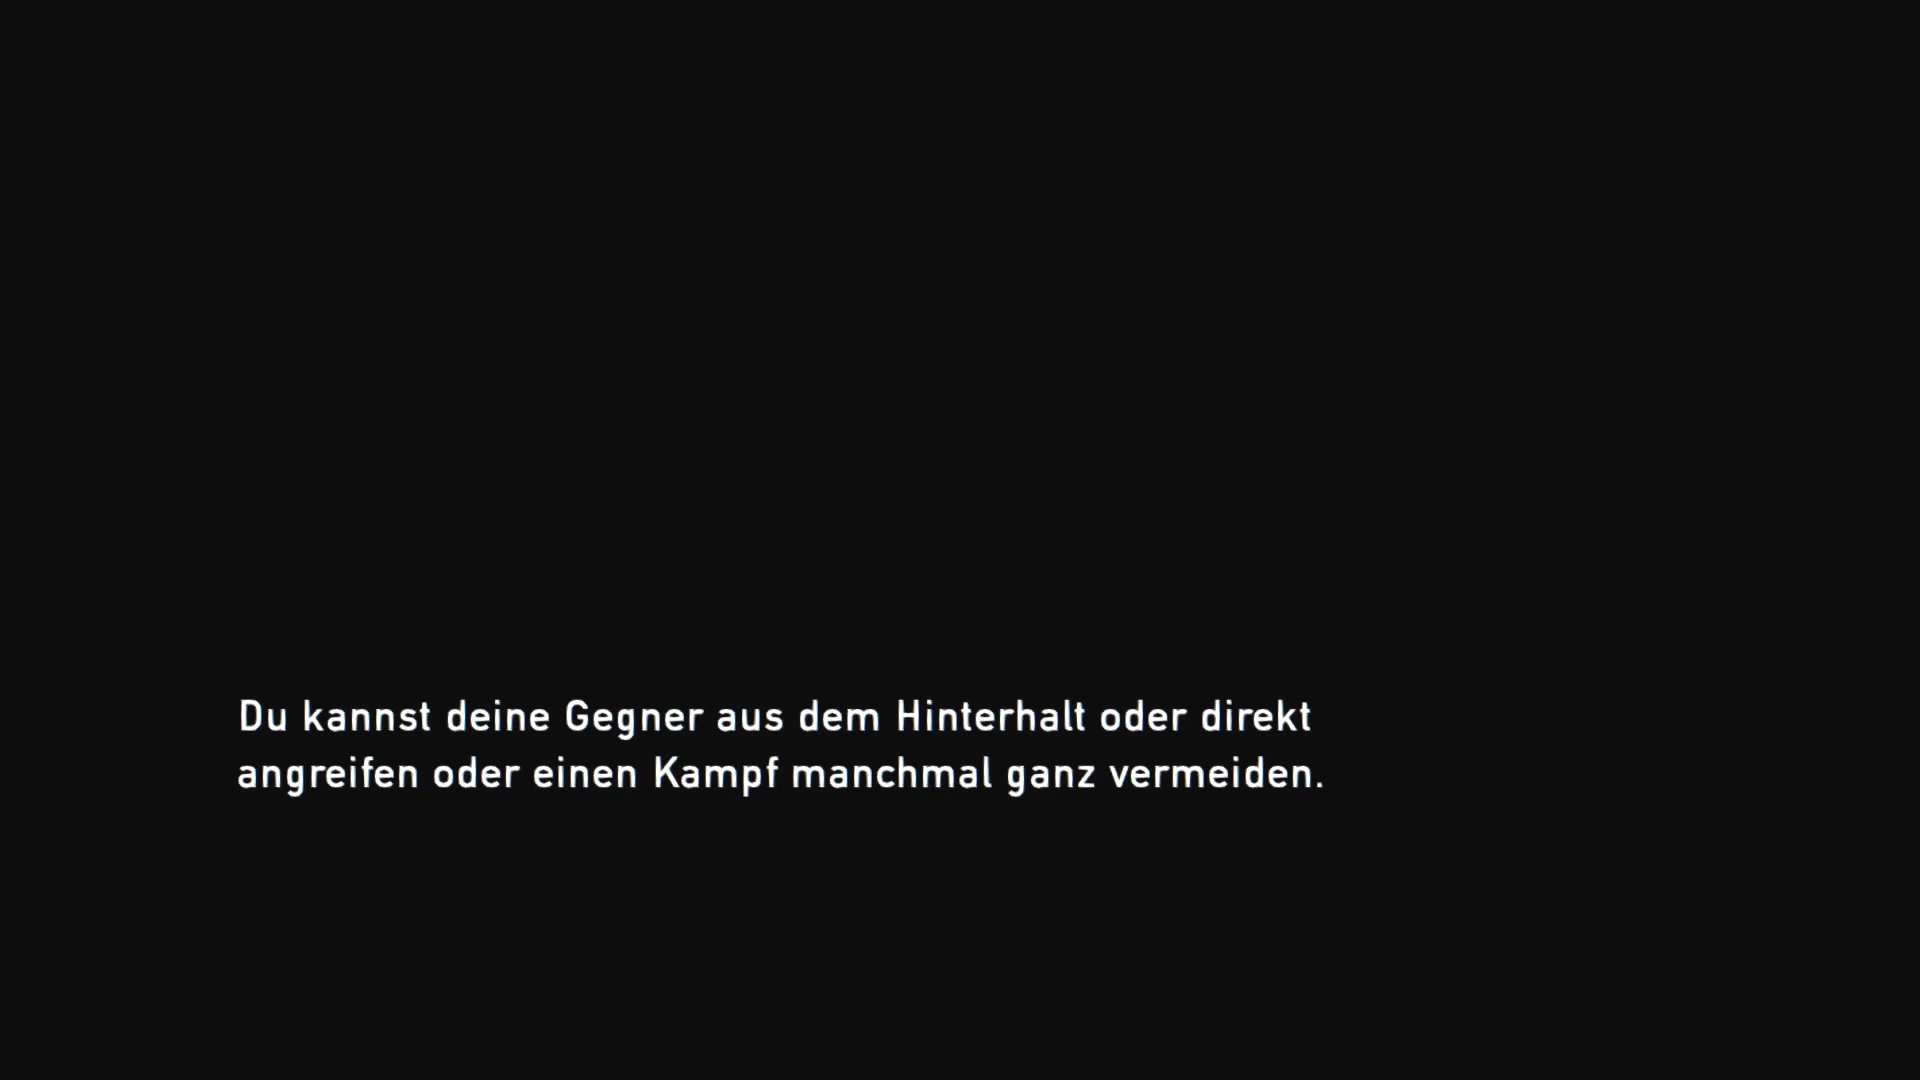 Du kannst deine Gegner aus dem Hinterhalt oder direkt
angreifen oder einen Kampf manchmal ganz vermeiden.